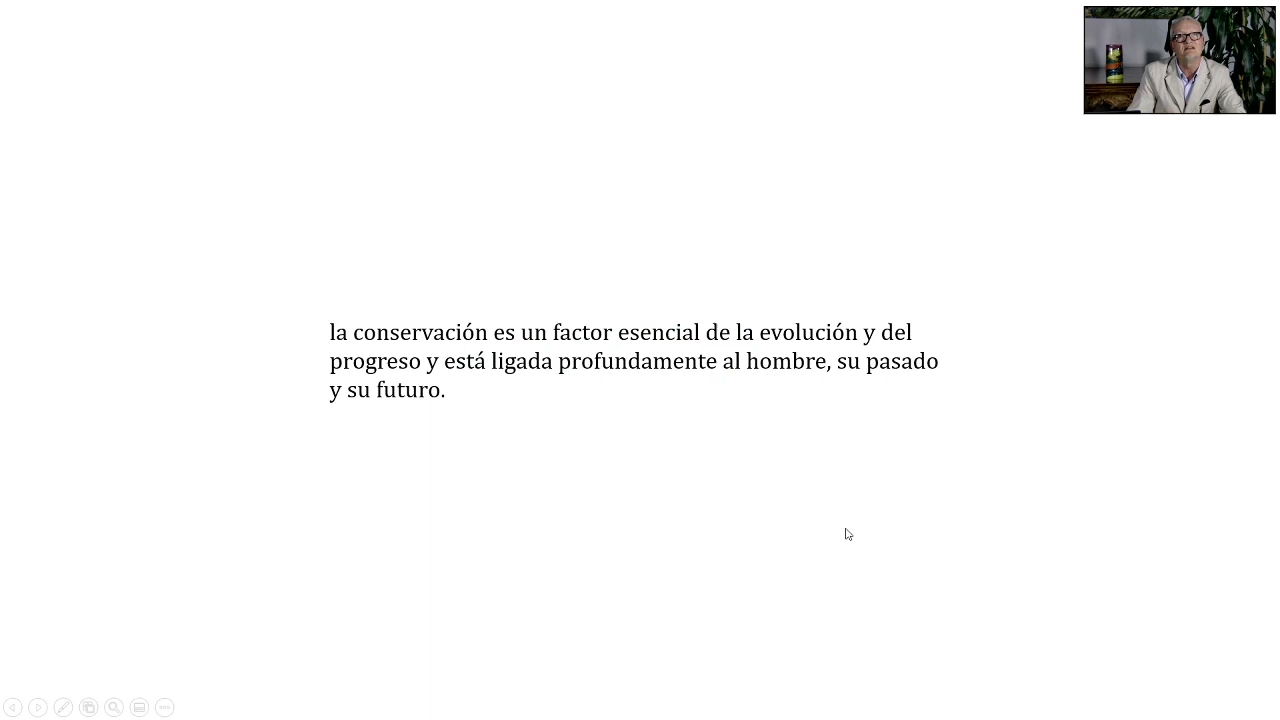 la conservación es un factor esencial de la evolución y del
progreso y está ligada profundamente al hombre, su pasado
y su futuro.